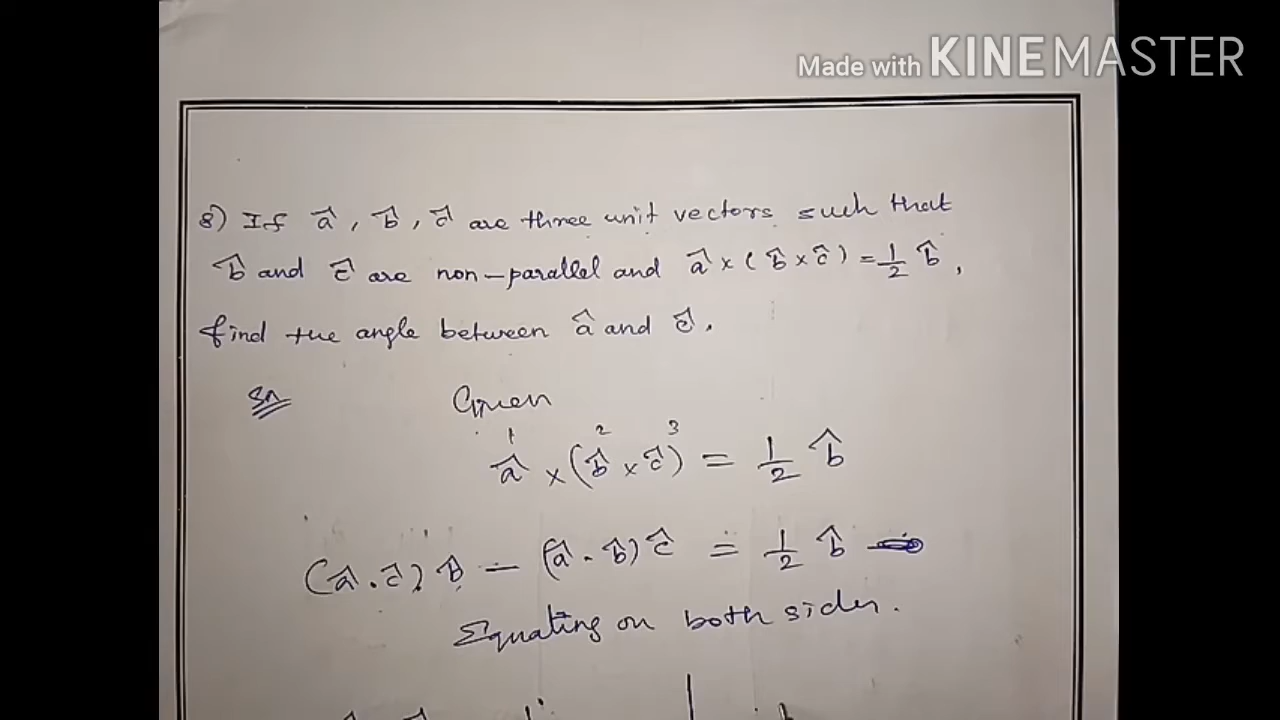 Made with KINEMASTER
8) If â, b̂, ĉ are three unit vectors such that
b̂ and ĉ are non-parallel and â × (b̂ × ĉ) = 1/2 b̂,
find the angle between â and ĉ.
Sn Given
1 2 3
â × (b̂ × ĉ) = 1/2 b̂
(â . ĉ) b̂ − (â . b̂) ĉ = 1/2 b̂
Equating on both sides.